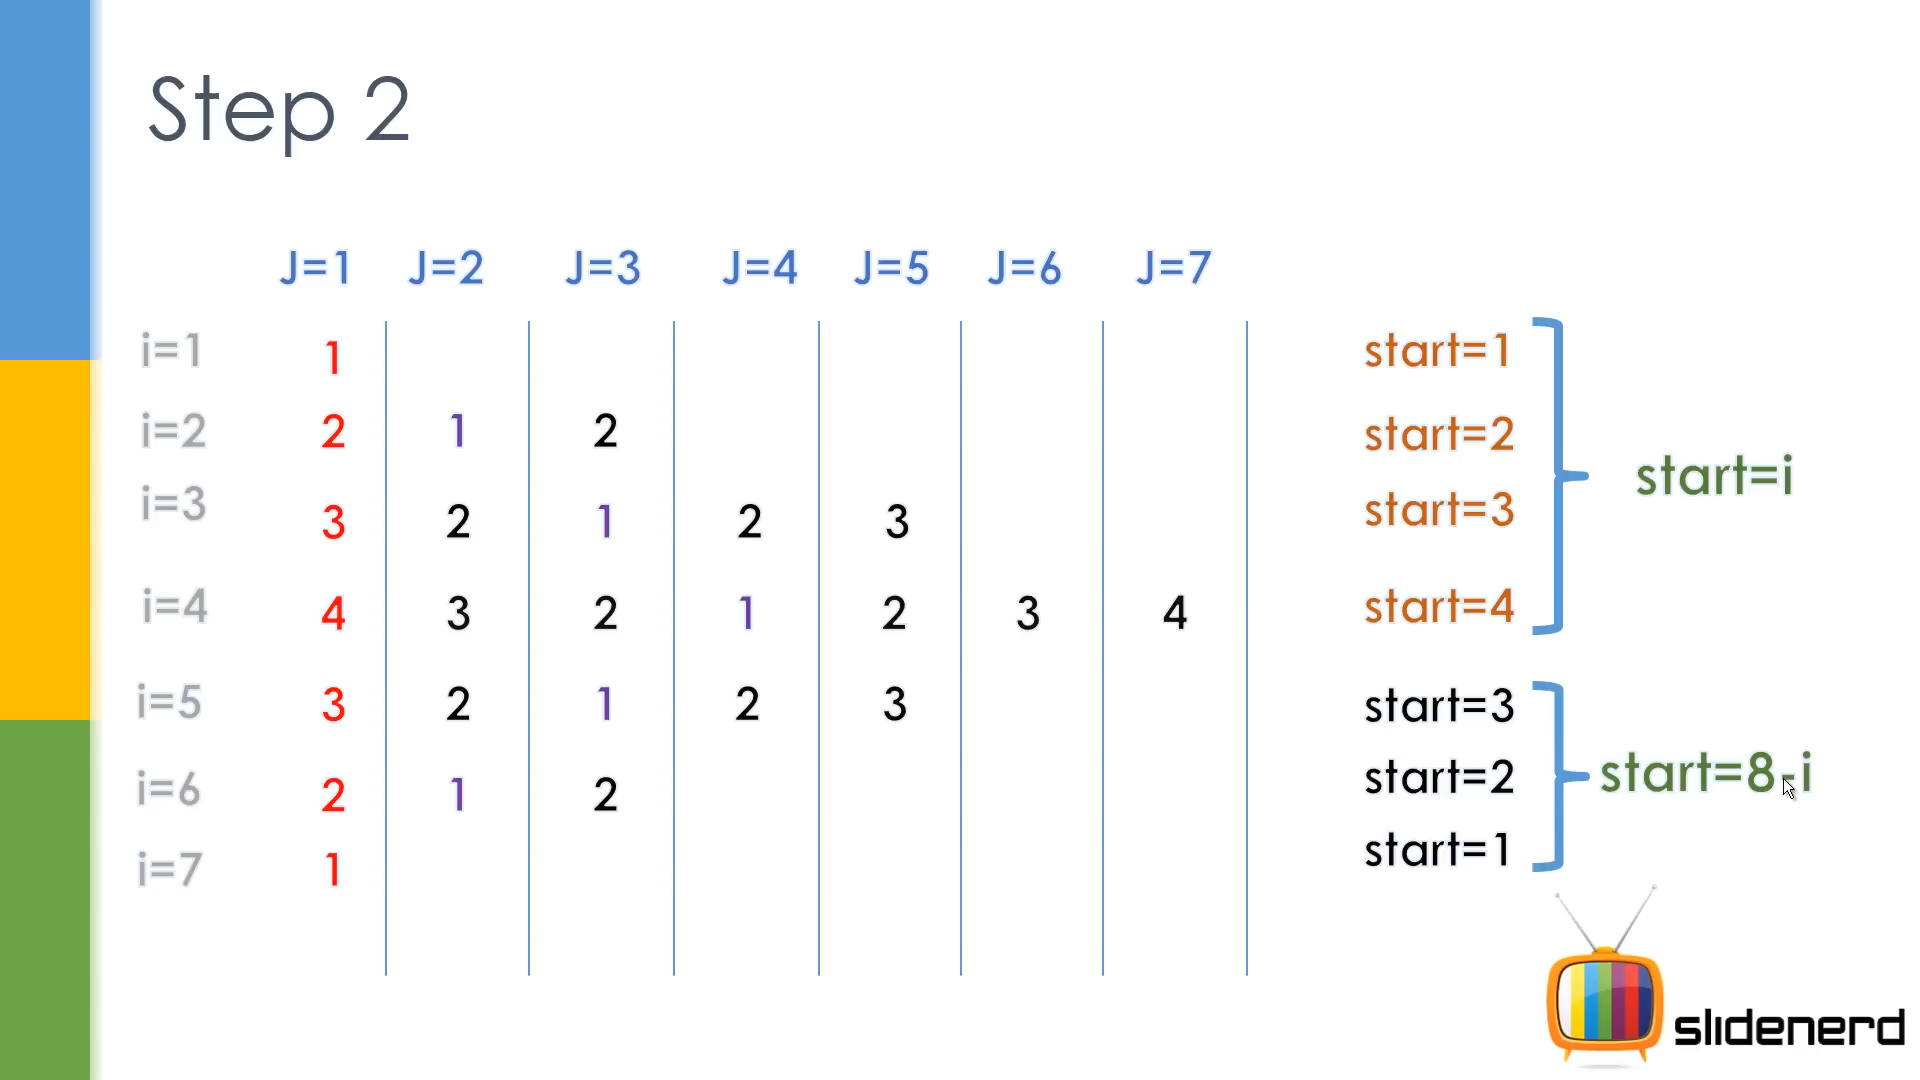 Step 2
J=1 J=2 J=3 J=4 J=5 J=6 J=7
i=1 1 start=1
i=2 2 1 2 start=2
start=i
i=3 3 2 1 2 3 start=3
i=4 4 3 2 1 2 3 4 start=4
i=5 3 2 1 2 3 start=3
i=6 2 1 2 start=2
start=8-i
i=7 1 start=1
slidenerd